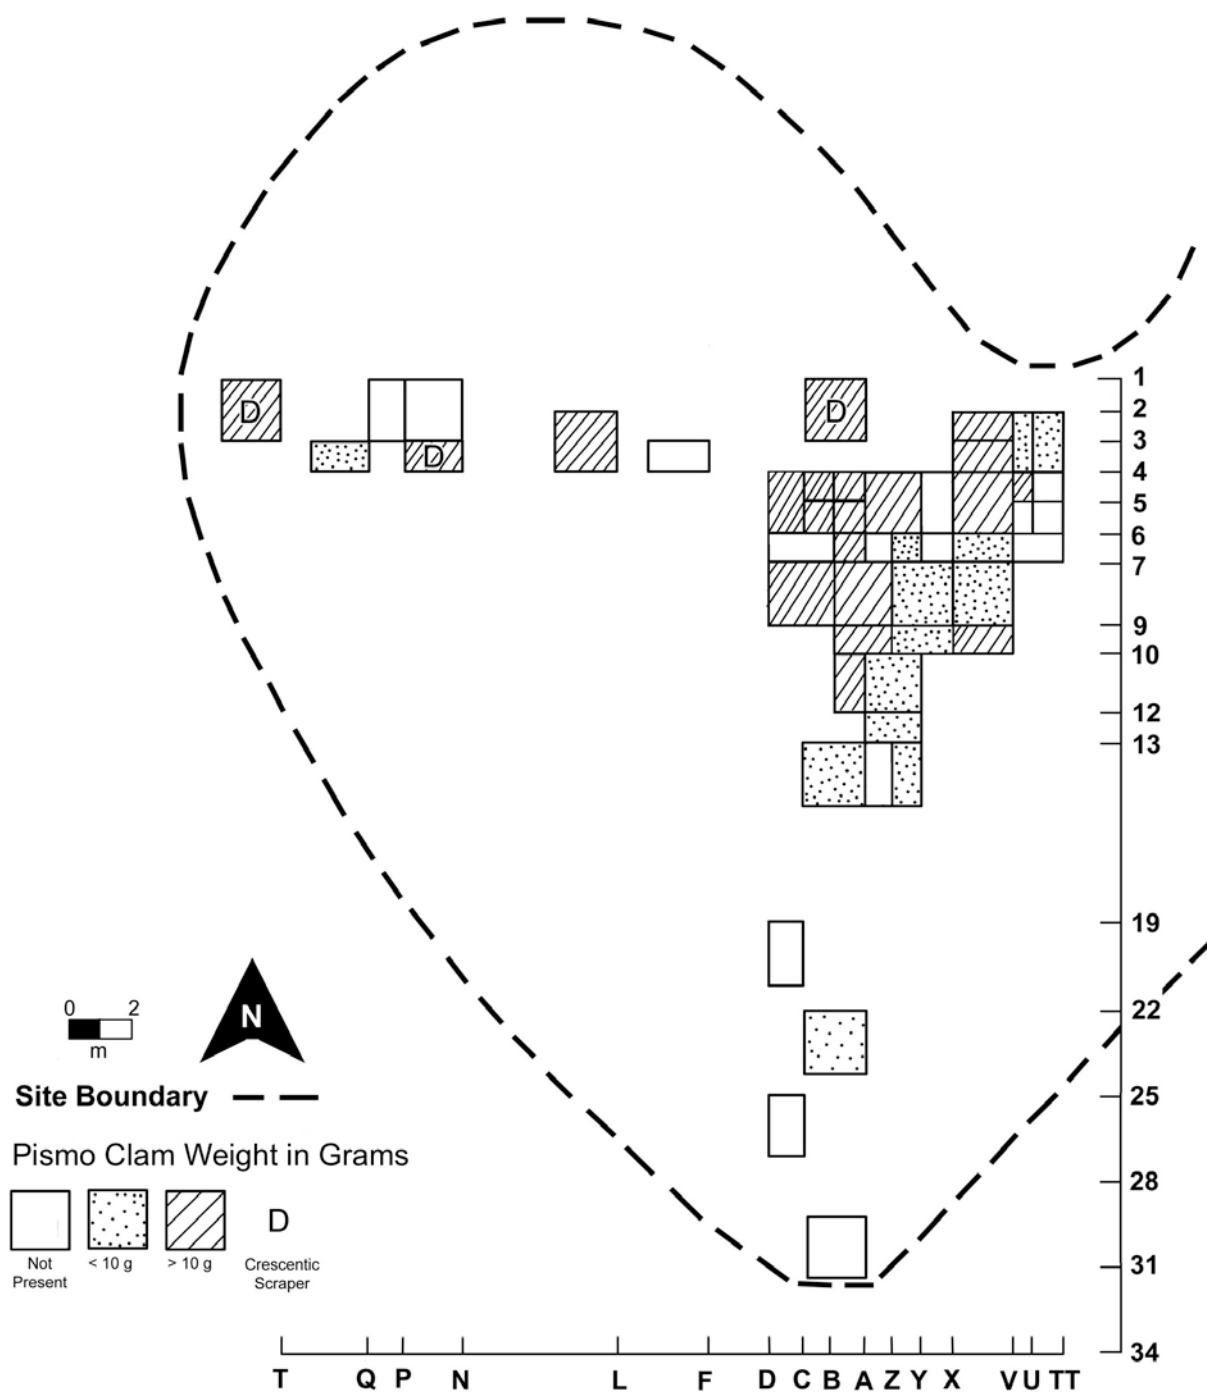 1
D
D
2
3
D
4
5
6
7
9
10
12
13
19
22
25
28
31
34
0 2
m
N
Site Boundary
Pismo Clam Weight in Grams
D
Not Present
< 10 g
> 10 g
Crescentic Scraper
T Q P N L F D C B A Z Y X V U TT